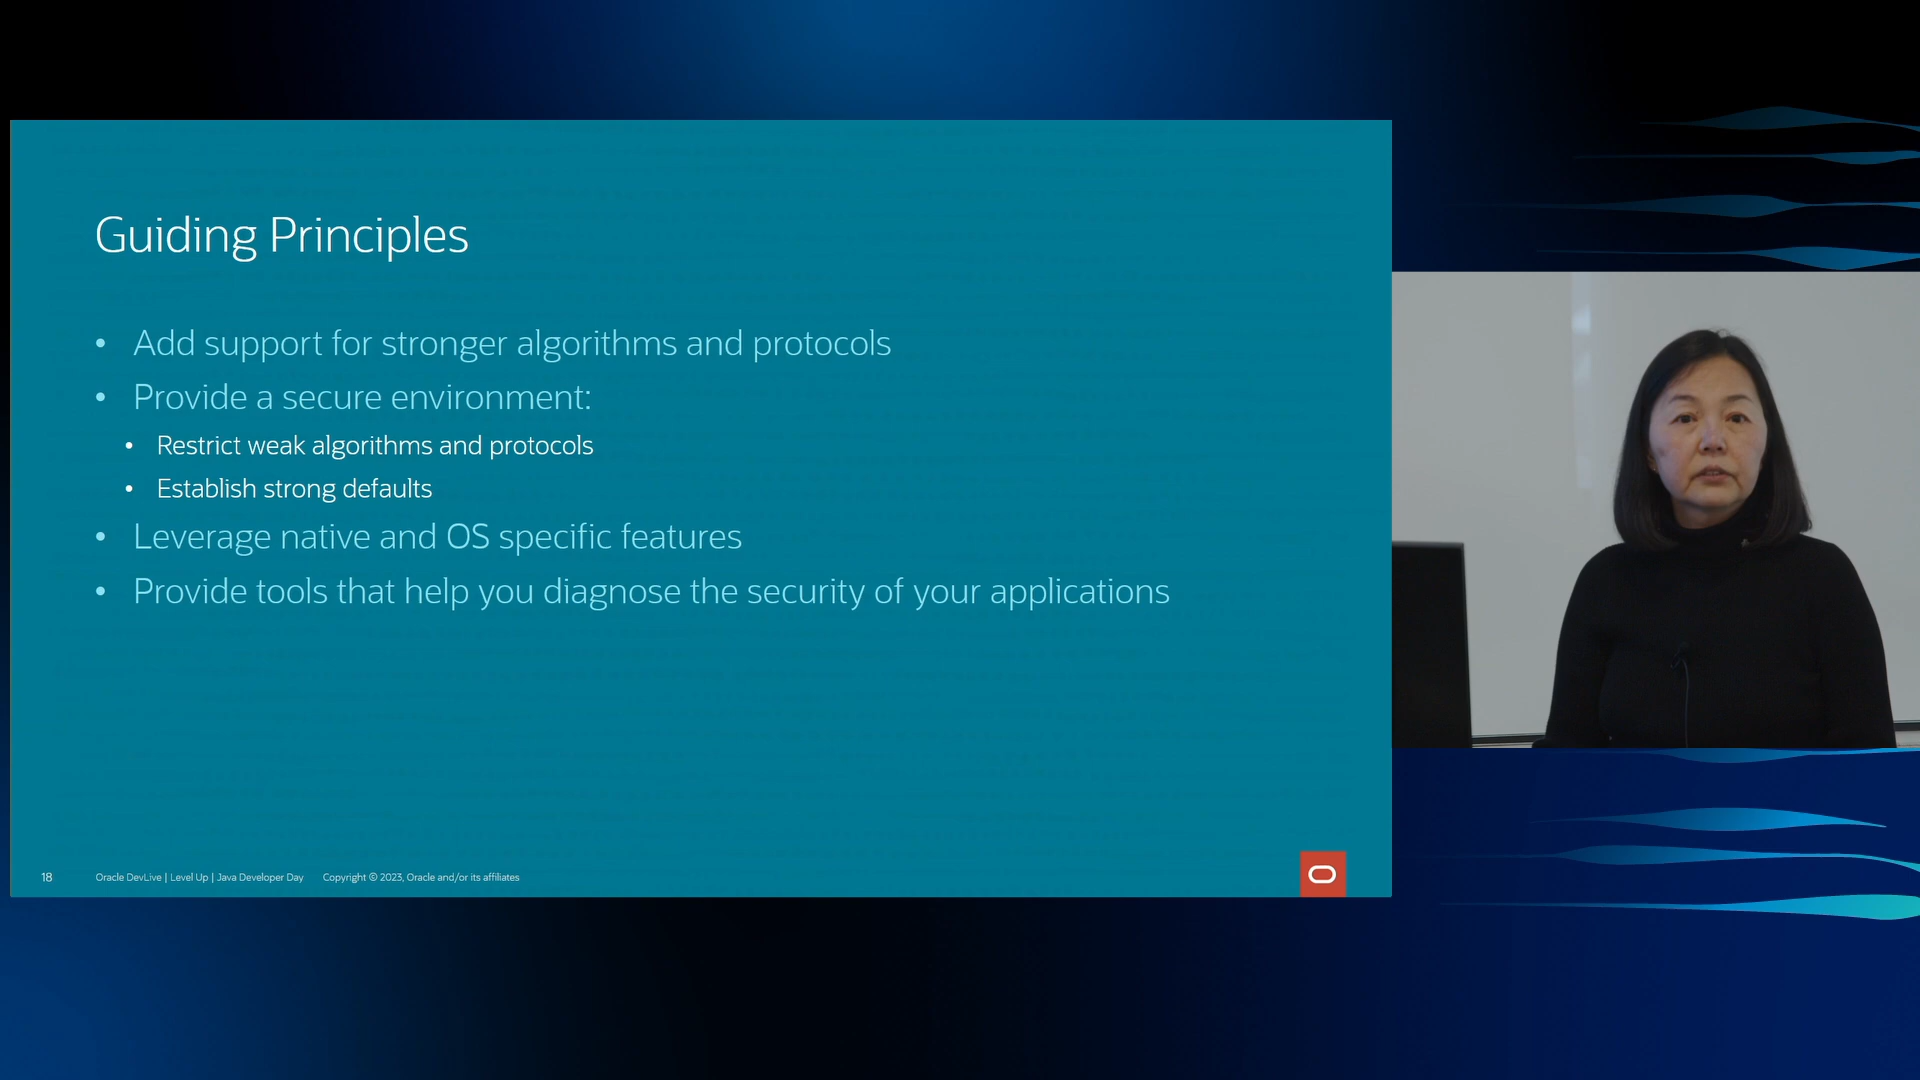 Guiding Principles
• Add support for stronger algorithms and protocols
• Provide a secure environment:
• Restrict weak algorithms and protocols
• Establish strong defaults
• Leverage native and OS specific features
• Provide tools that help you diagnose the security of your applications
18 Oracle DevLive | Level Up | Java Developer Day Copyright © 2023, Oracle and/or its affiliates